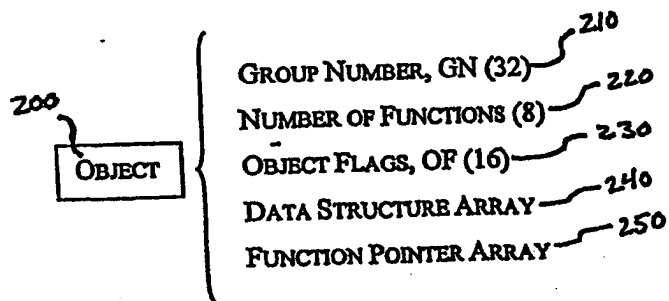 210
GROUP NUMBER, GN (32)
220
200
NUMBER OF FUNCTIONS (8)
230
OBJECT
OBJECT FLAGS, OF (16)
240
DATA STRUCTURE ARRAY
250
FUNCTION POINTER ARRAY